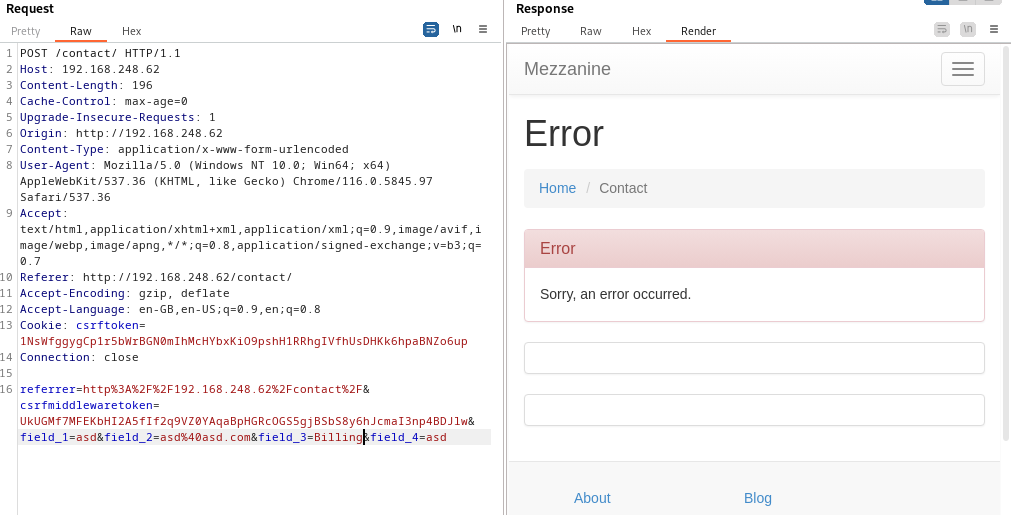 Request
Pretty Raw Hex
\n
1 POST /contact/ HTTP/1.1
2 Host: 192.168.248.62
3 Content-Length: 196
4 Cache-Control: max-age=0
5 Upgrade-Insecure-Requests: 1
6 Origin: http://192.168.248.62
7 Content-Type: application/x-www-form-urlencoded
8 User-Agent: Mozilla/5.0 (Windows NT 10.0; Win64; x64)
AppleWebKit/537.36 (KHTML, like Gecko) Chrome/116.0.5845.97
Safari/537.36
9 Accept:
text/html,application/xhtml+xml,application/xml;q=0.9,image/avif,i
mage/webp,image/apng,*/*;q=0.8,application/signed-exchange;v=b3;q=
0.7
10 Referer: http://192.168.248.62/contact/
11 Accept-Encoding: gzip, deflate
12 Accept-Language: en-GB,en-US;q=0.9,en;q=0.8
13 Cookie: csrftoken=
1NsWfggygCp1r5bWrBGN0mIhMcHYbxKiO9pshH1RRhgIVfhUsDHKk6hpaBNZo6up
14 Connection: close
15
16 referrer=http%3A%2F%2F192.168.248.62%2Fcontact%2F&
csrfmiddlewaretoken=
UkUGMf7MFEKbHI2A5fIf2q9VZ0YAqaBpHGRcOGS5gjBSbS8y6hJcmaI3np4BDJlw&
field_1=asd&field_2=asd%40asd.com&field_3=Billing&field_4=asd
Response
Pretty Raw Hex Render
\n
Mezzanine
Error
Home / Contact
Error
Sorry, an error occurred.
About Blog